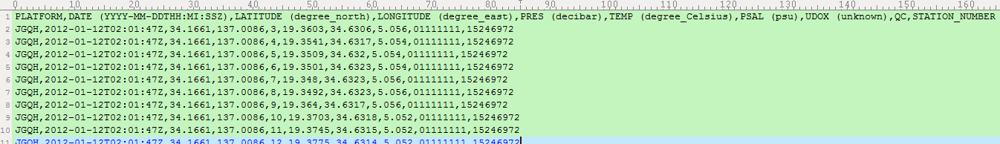 0 10 20 30 40 50 60 70 80 90 100 110 120 130 140 150 160
1 PLATFORM,DATE (YYYY-MM-DDTHH:MI:SSZ),LATITUDE (degree_north),LONGITUDE (degree_east),PRES (decibar),TEMP (degree_Celsius),PSAL (psu),UDOX (unknown),QC,STATION_NUMBER
2 JGQH,2012-01-12T02:01:47Z,34.1661,137.0086,3,19.3603,34.6306,5.056,01111111,15246972
3 JGQH,2012-01-12T02:01:47Z,34.1661,137.0086,4,19.3541,34.6317,5.054,01111111,15246972
4 JGQH,2012-01-12T02:01:47Z,34.1661,137.0086,5,19.3509,34.632,5.054,01111111,15246972
5 JGQH,2012-01-12T02:01:47Z,34.1661,137.0086,6,19.3501,34.6323,5.054,01111111,15246972
6 JGQH,2012-01-12T02:01:47Z,34.1661,137.0086,7,19.348,34.6323,5.056,01111111,15246972
7 JGQH,2012-01-12T02:01:47Z,34.1661,137.0086,8,19.3492,34.6323,5.056,01111111,15246972
8 JGQH,2012-01-12T02:01:47Z,34.1661,137.0086,9,19.364,34.6317,5.056,01111111,15246972
9 JGQH,2012-01-12T02:01:47Z,34.1661,137.0086,10,19.3703,34.6318,5.052,01111111,15246972
10 JGQH,2012-01-12T02:01:47Z,34.1661,137.0086,11,19.3745,34.6315,5.052,01111111,15246972
11 JGQH,2012-01-12T02:01:47Z,34.1661,137.0086,12,19.3775,34.6314,5.052,01111111,15246972